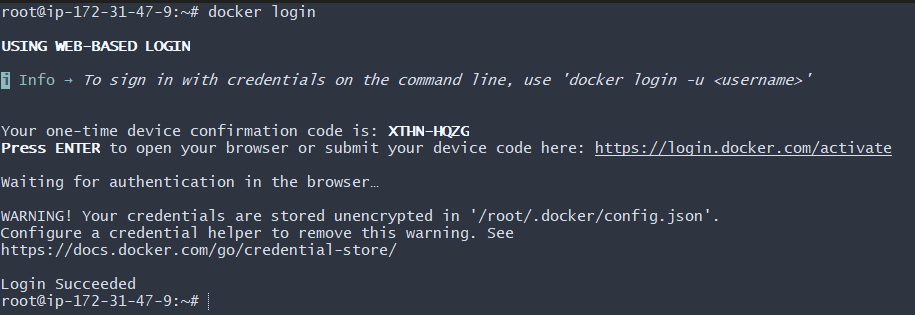 root@ip-172-31-47-9:~# docker login
USING WEB-BASED LOGIN
i Info → To sign in with credentials on the command line, use 'docker login -u <username>'
Your one-time device confirmation code is: XTHN-HQZG
Press ENTER to open your browser or submit your device code here: https://login.docker.com/activate
Waiting for authentication in the browser…
WARNING! Your credentials are stored unencrypted in '/root/.docker/config.json'.
Configure a credential helper to remove this warning. See
https://docs.docker.com/go/credential-store/
Login Succeeded
root@ip-172-31-47-9:~#